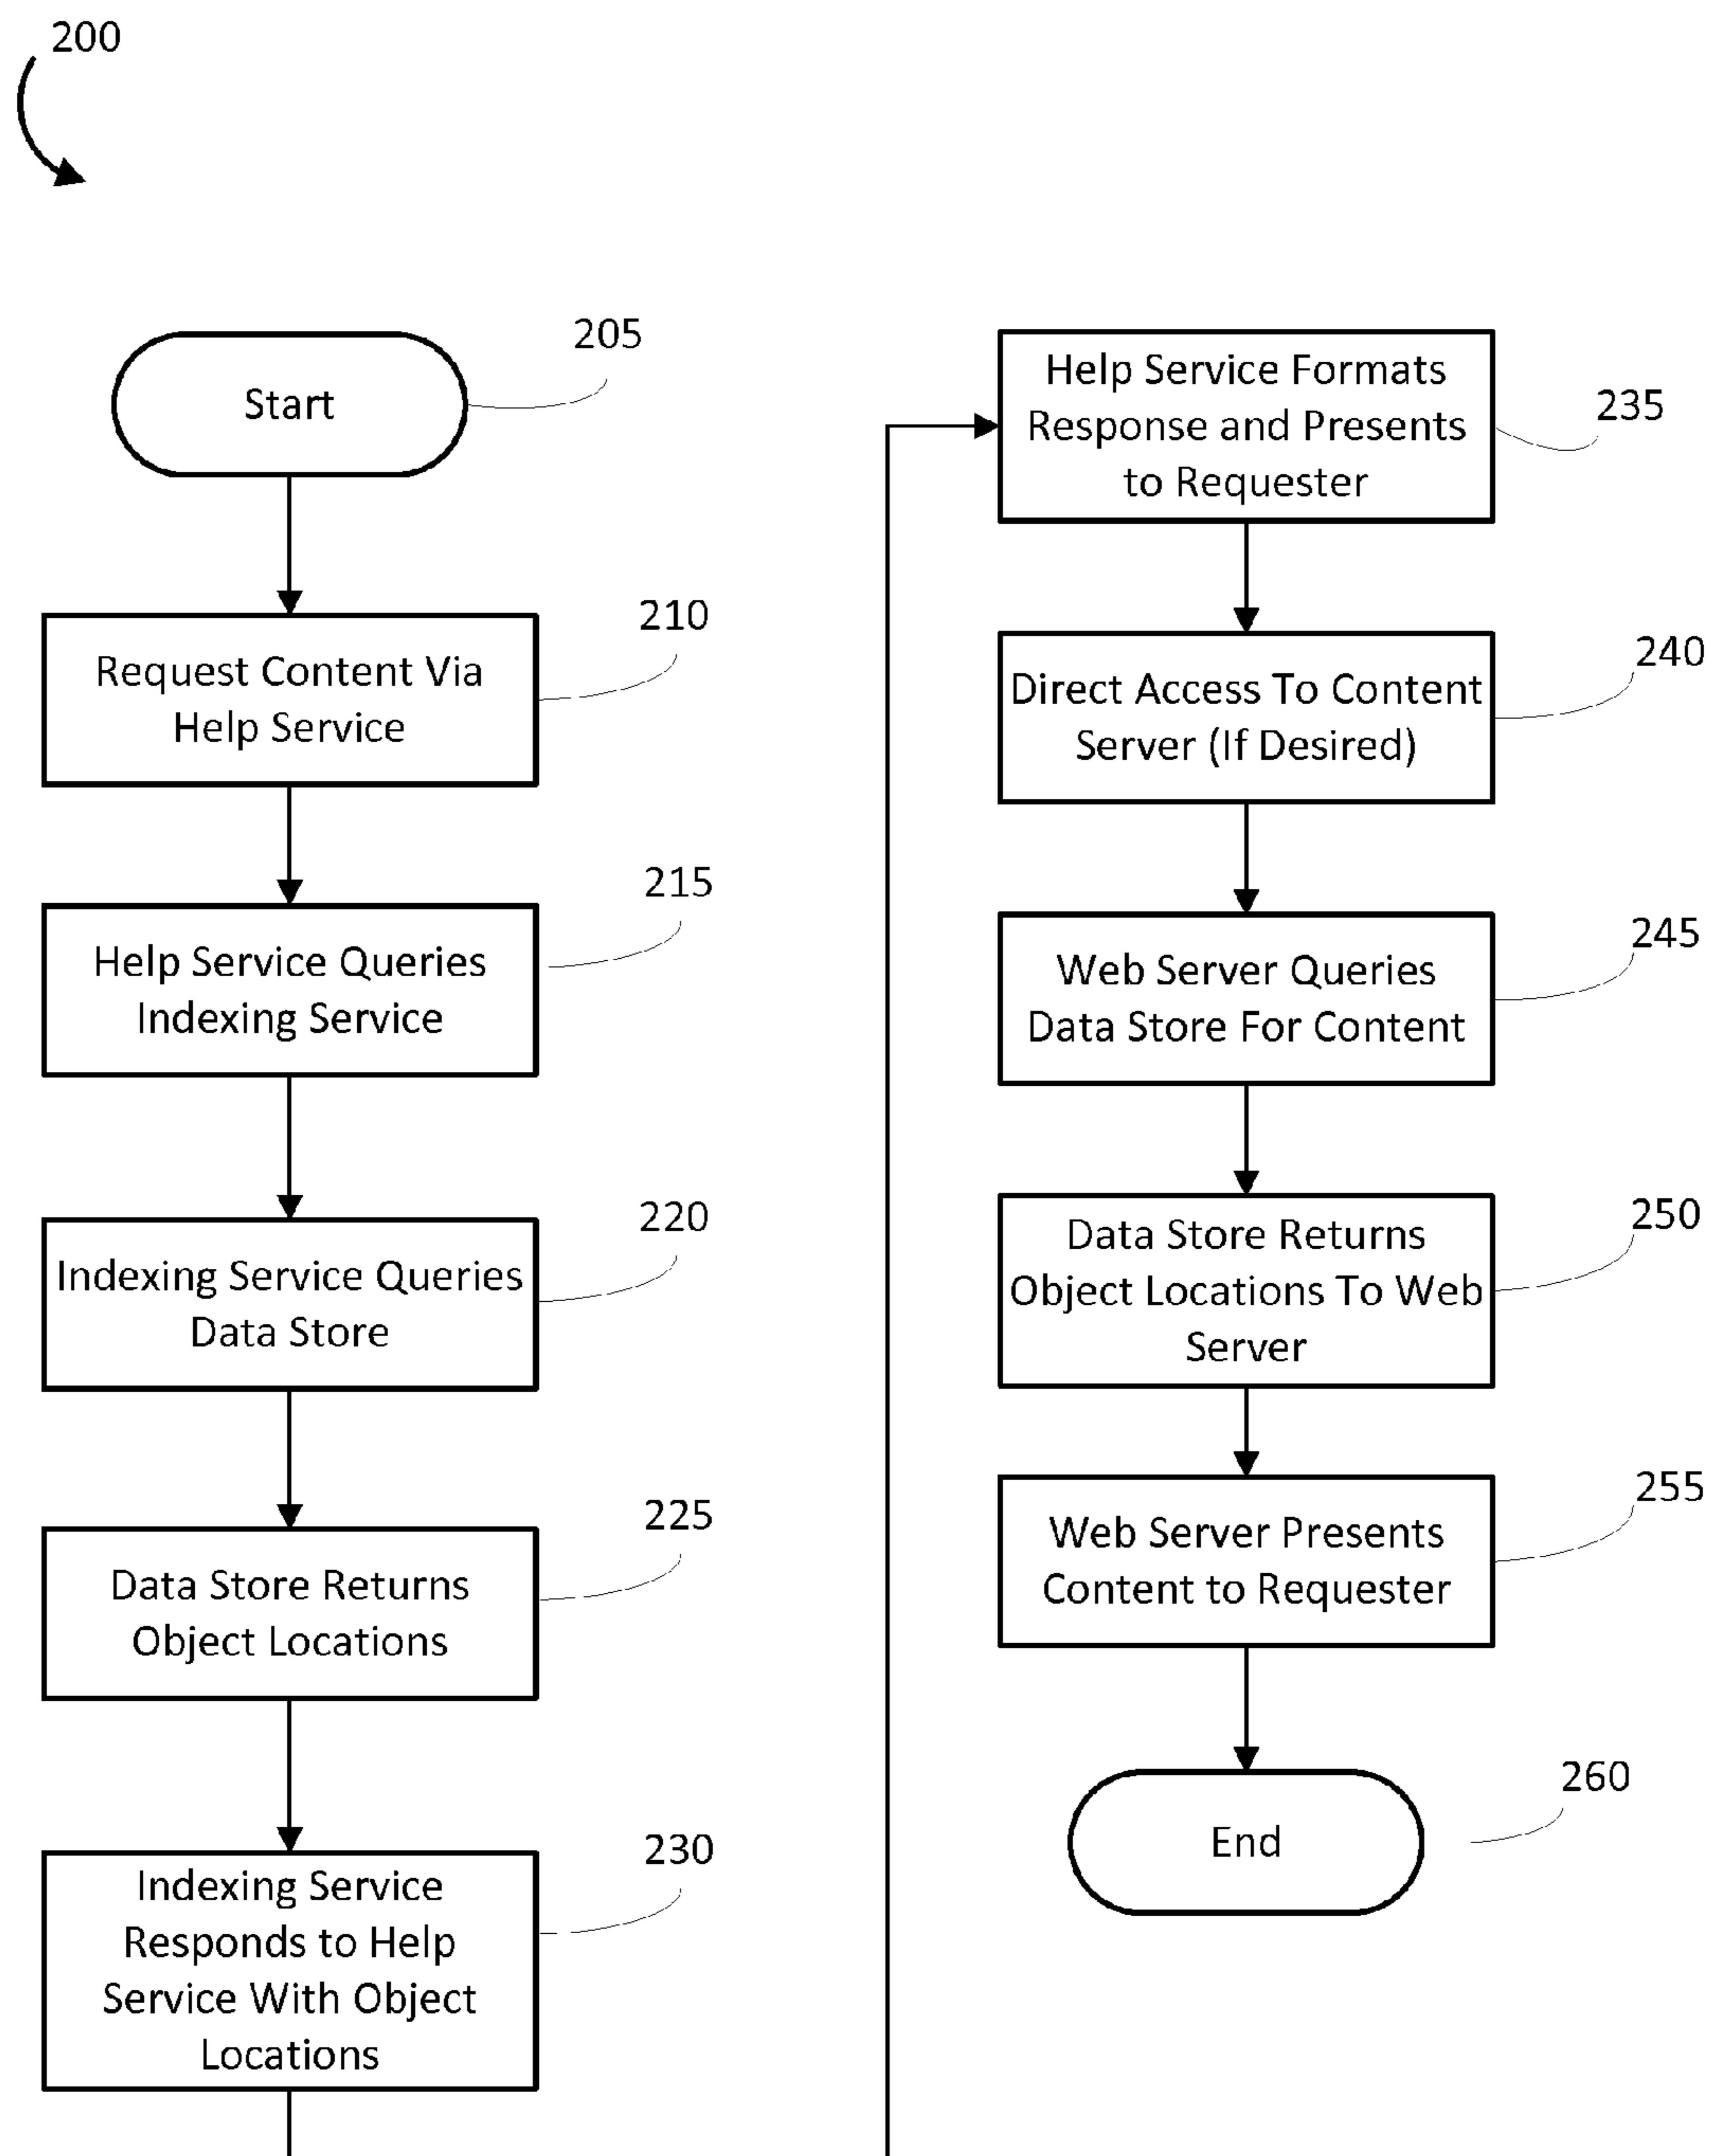 200
205
Start
210
Request Content Via
Help Service
215
Help Service Queries
Indexing Service
220
Indexing Service Queries
Data Store
225
Data Store Returns
Object Locations
230
Indexing Service
Responds to Help
Service With Object
Locations
Help Service Formats
Response and Presents
to Requester
235
240
Direct Access To Content
Server (If Desired)
245
Web Server Queries
Data Store For Content
250
Data Store Returns
Object Locations To Web
Server
255
Web Server Presents
Content to Requester
260
End